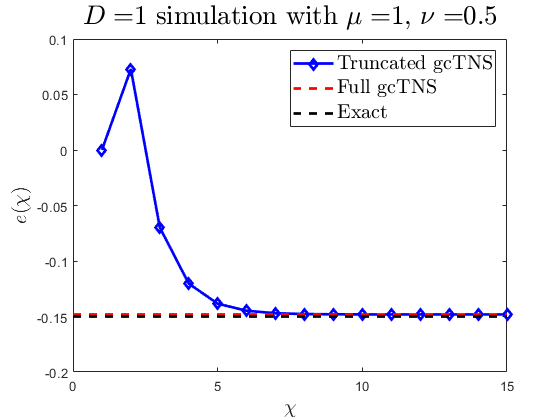 D =1 simulation with μ =1, ν =0.5
0.1
0.05
0
-0.05
-0.1
-0.15
-0.2
e(χ)
Truncated gcTNS
Full gcTNS
Exact
0 5 10 15
χ